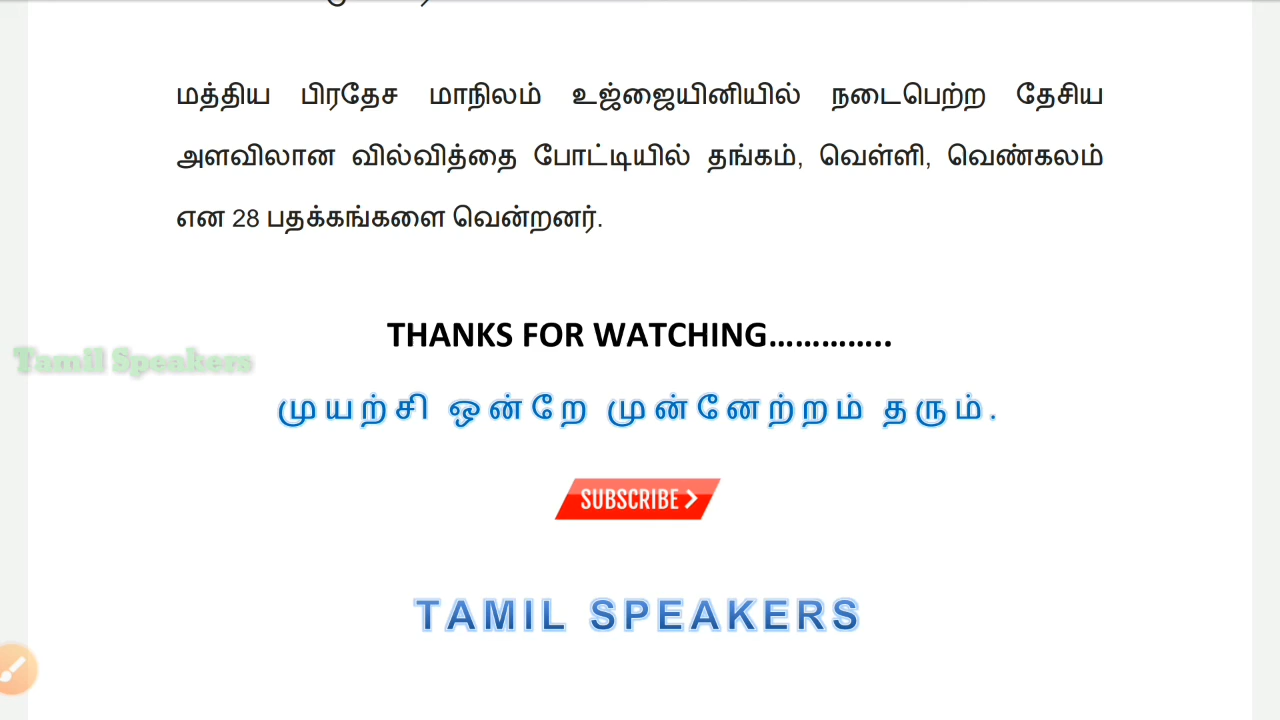 மத்திய பிரதேச மாநிலம் உஜ்ஜையினியில் நடைபெற்ற தேசிய
அளவிலான வில்வித்தை போட்டியில் தங்கம், வெள்ளி, வெண்கலம்
என 28 பதக்கங்களை வென்றனர்.
THANKS FOR WATCHING…………..
Tamil Speakers
முயற்சி ஒன்றே முன்னேற்றம் தரும்.
SUBSCRIBE >
TAMIL SPEAKERS